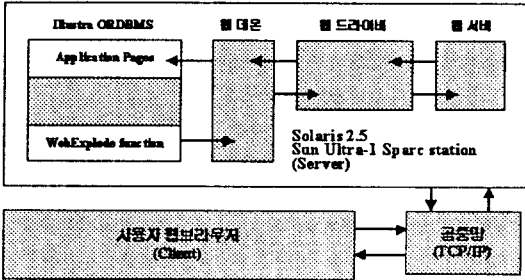 Illustra ORDBMS
웹 데몬
웹 드라이버
웹 서버
Application Pages
WebExplode function
Solaris 2.5
Sun Ultra-1 Sparc station
(Server)
사용자 웹브라우저
(Client)
공중망
(TCP/IP)